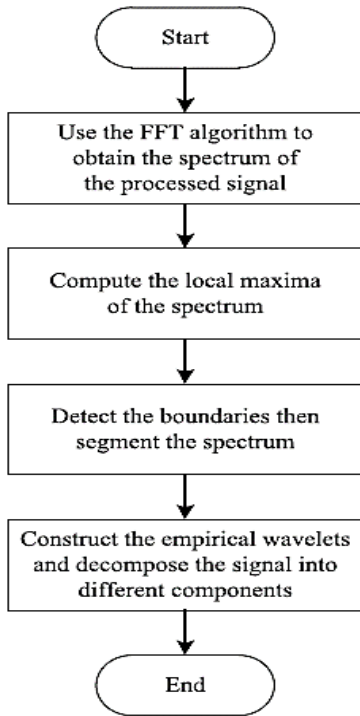 Start
Use the FFT algorithm to
obtain the spectrum of
the processed signal
Compute the local maxima
of the spectrum
Detect the boundaries then
segment the spectrum
Construct the empirical wavelets
and decompose the signal into
different components
End